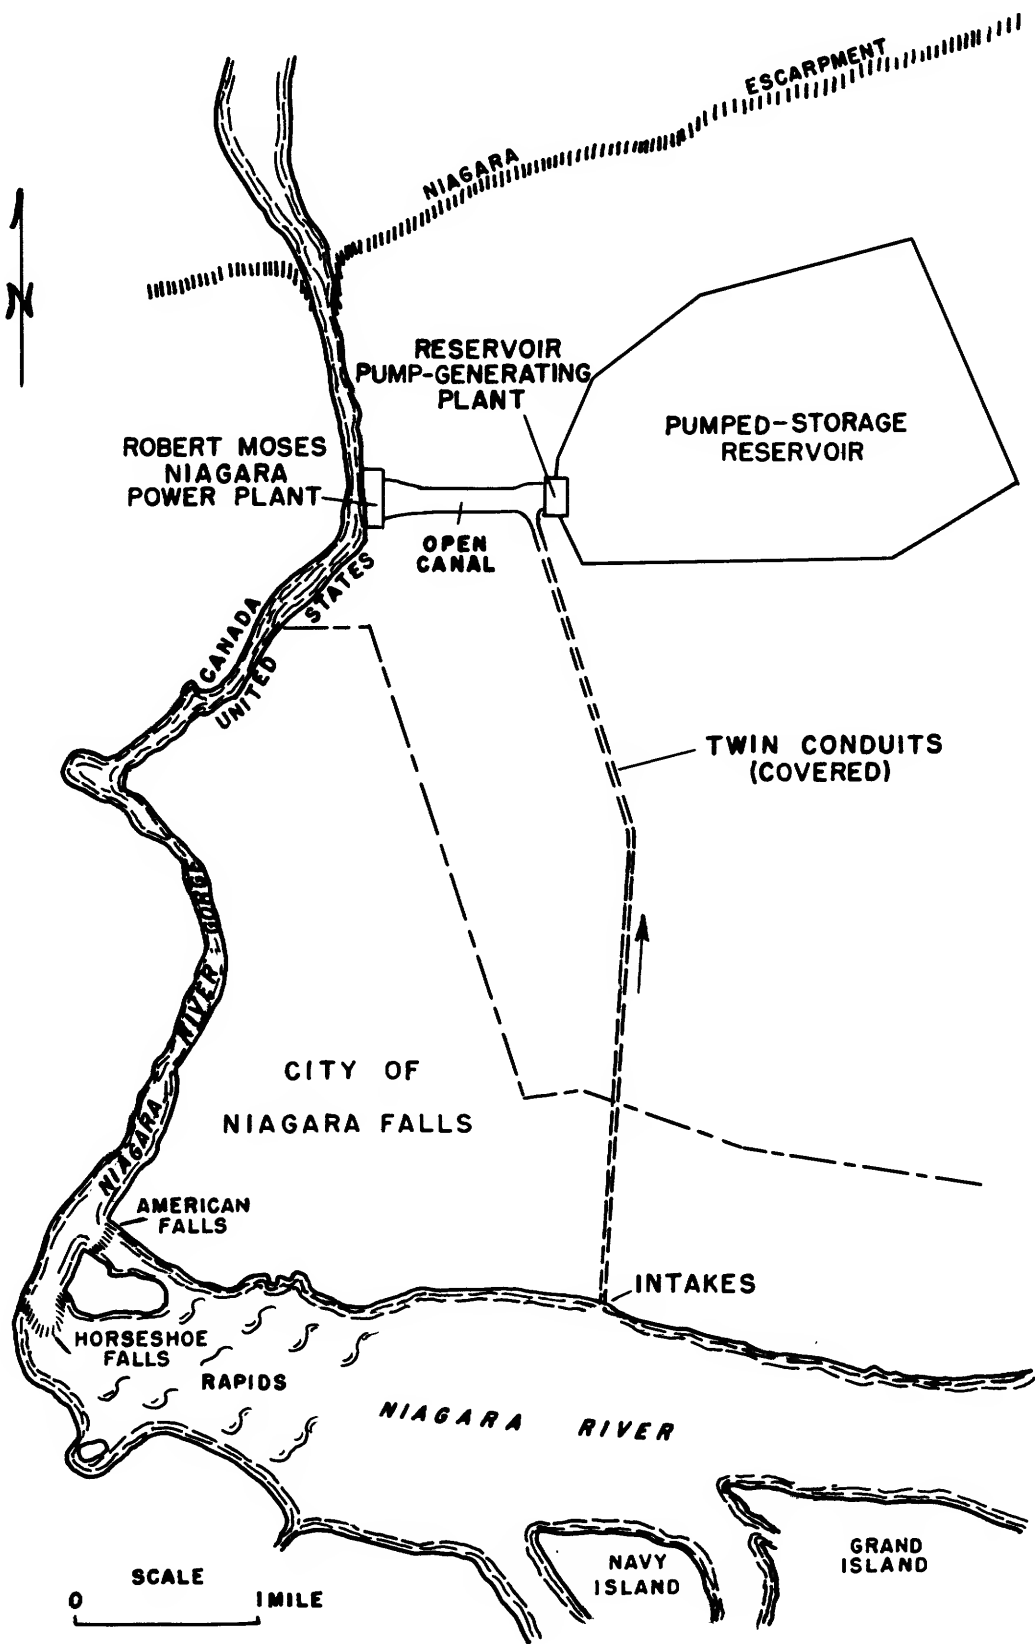 ESCARPMENT
NIAGARA
N
RESERVOIR
PUMP-GENERATING
PLANT
PUMPED-STORAGE
RESERVOIR
ROBERT MOSES
NIAGARA
POWER PLANT
OPEN
CANAL
CANADA
UNITED STATES
TWIN CONDUITS
(COVERED)
NIAGARA RIVER GORGE
CITY OF
NIAGARA FALLS
AMERICAN
FALLS
INTAKES
HORSESHOE
FALLS
RAPIDS
NIAGARA RIVER
NAVY
ISLAND
GRAND
ISLAND
SCALE
0 1 MILE